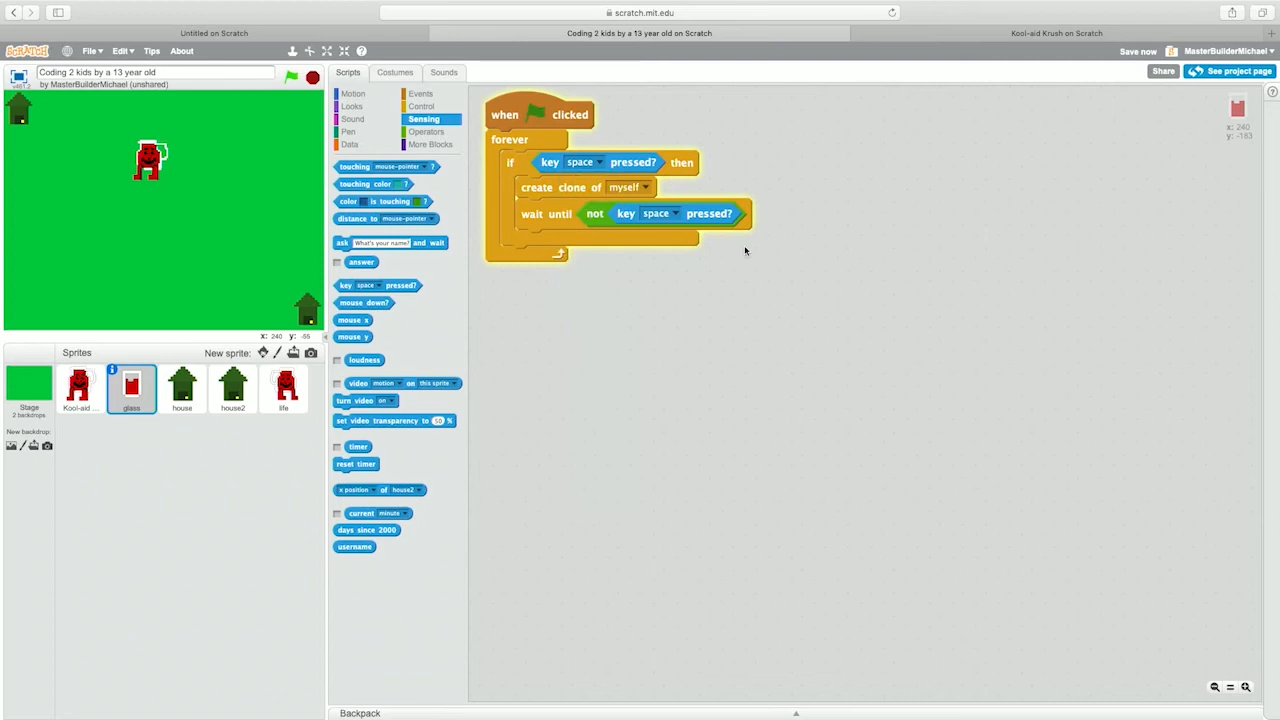 scratch.mit.edu
Untitled on Scratch
Coding 2 kids by a 13 year old on Scratch
Kool-aid Krush on Scratch
SCRATCH
File
Edit
Tips
About
Save now
MasterBuilderMichael
Coding 2 kids by a 13 year old
by MasterBuilderMichael (unshared)
v461.2
Share
See project page
Scripts
Costumes
Sounds
Motion
Events
Looks
Control
Sound
Sensing
Pen
Operators
Data
More Blocks
touching mouse-pointer ?
touching color ?
color is touching ?
distance to mouse-pointer
ask What's your name? and wait
answer
key space pressed?
mouse down?
mouse x
mouse y
loudness
video motion on this sprite
turn video on
set video transparency to 50 %
timer
reset timer
x position of house2
current minute
days since 2000
username
when clicked
forever
if key space pressed? then
create clone of myself
wait until not key space pressed?
x: 240
y: -183
x: 240 y: -55
Sprites
New sprite:
Stage
2 backdrops
New backdrop:
Kool-aid ...
glass
house
house2
life
Backpack